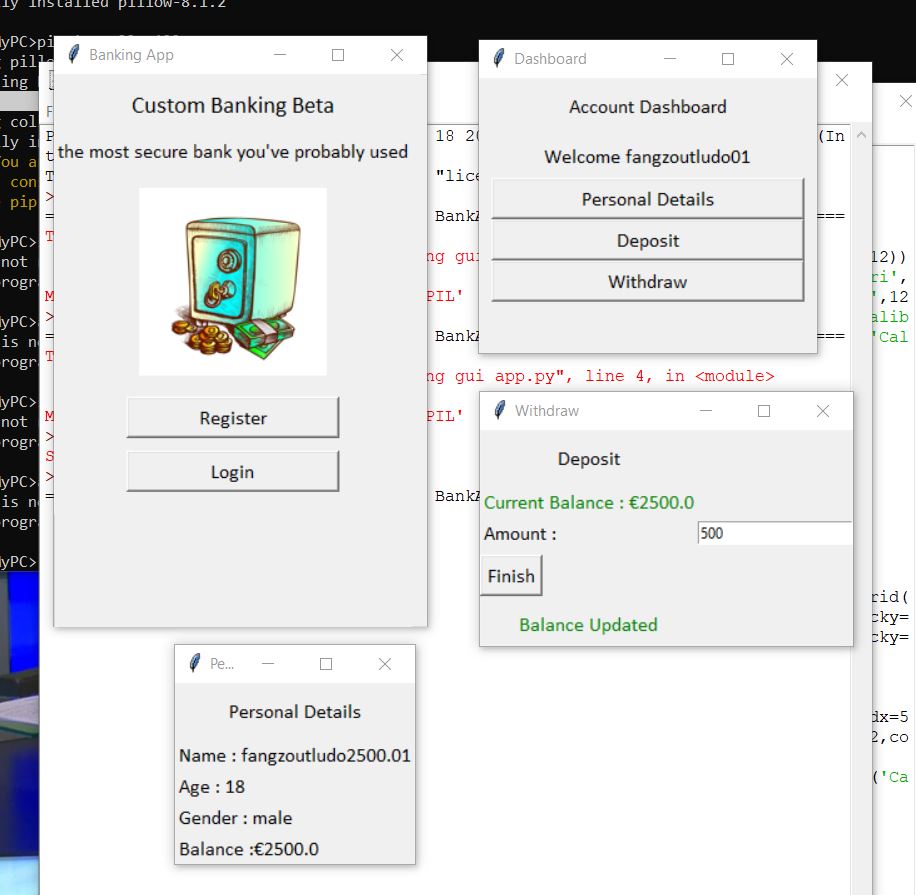 ly installed pillow-8.1.2
Banking App
Custom Banking Beta
the most secure bank you've probably used
Register
Login
Dashboard
Account Dashboard
Welcome fangzoutludo01
Personal Details
Deposit
Withdraw
Withdraw
Deposit
Current Balance : €2500.0
Amount :
500
Finish
Balance Updated
Pe...
Personal Details
Name : fangzoutludo2500.01
Age : 18
Gender : male
Balance :€2500.0
MyPC>
18 20
(In
"lice
===
ng gui
PIL'
===
ng gui app.py", line 4, in <module>
PIL'
12))
ri',
',12
alib
'Cal
rid(
cky=
cky=
dx=5
2,co
('Ca